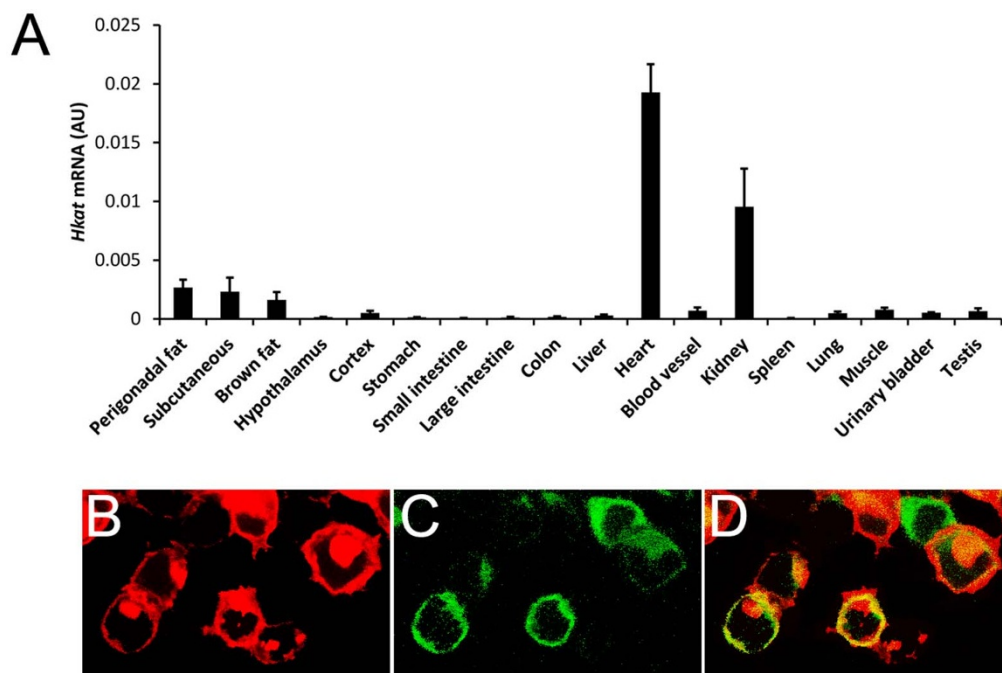 A
0.025
0.02
0.015
0.01
0.005
0
Hkat mRNA (AU)
Perigonadal fat
Subcutaneous
Brown fat
Hypothalamus
Cortex
Stomach
Small intestine
Large intestine
Colon
Liver
Heart
Blood vessel
Kidney
Spleen
Lung
Muscle
Urinary bladder
Testis
B
C
D